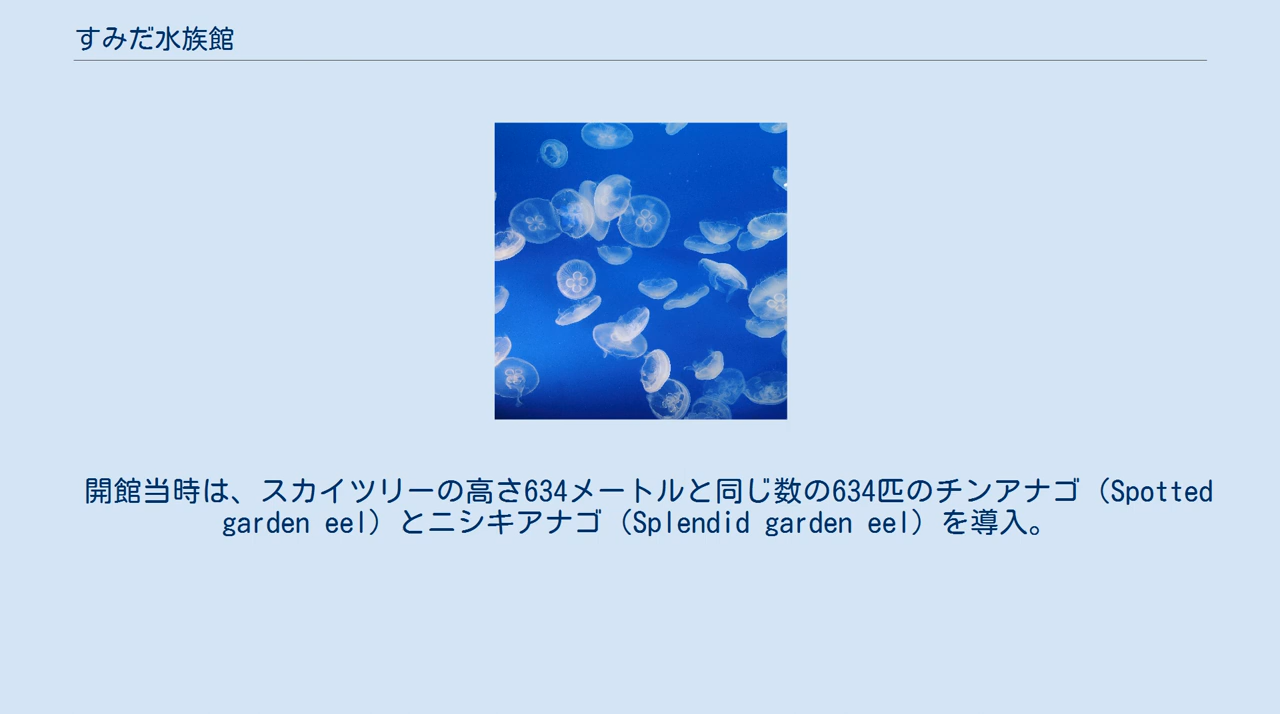 すみだ水族館
開館当時は、スカイツリーの高さ634メートルと同じ数の634匹のチンアナゴ（Spotted
garden eel）とニシキアナゴ（Splendid garden eel）を導入。